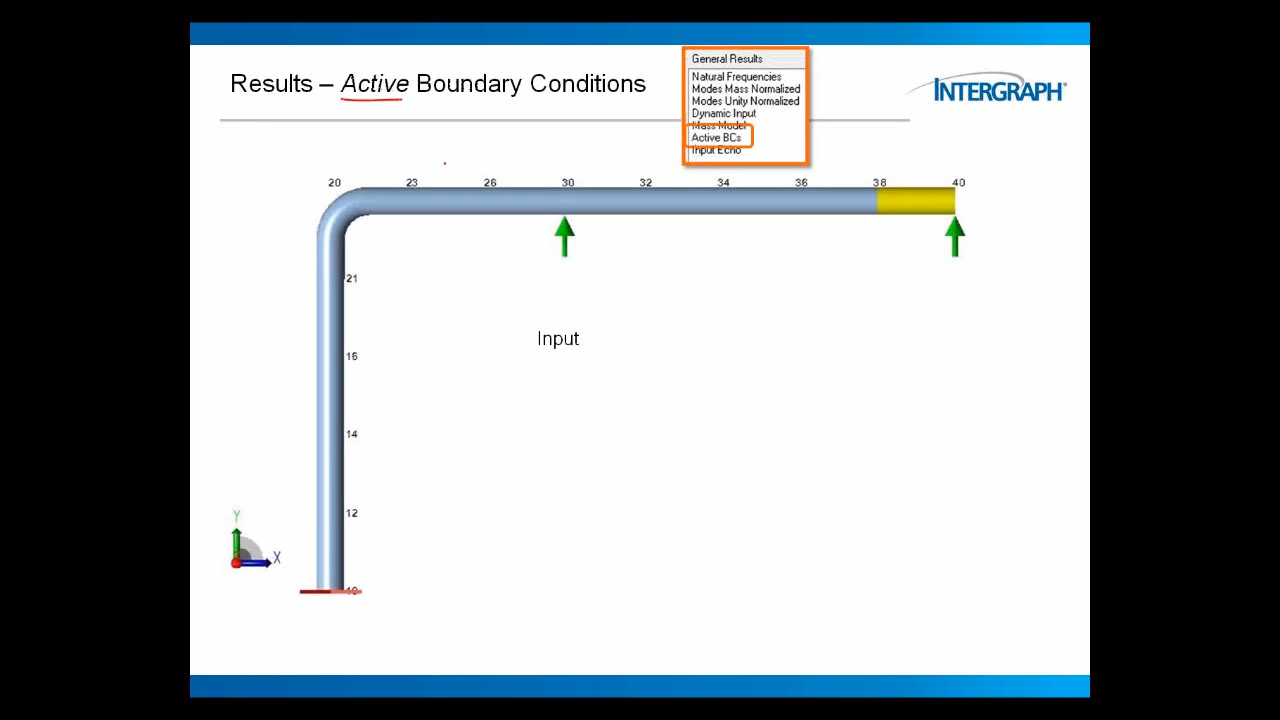 Results – Active Boundary Conditions
General Results
Natural Frequencies
Modes Mass Normalized
Modes Unity Normalized
Dynamic Input
Mass Model
Active BCs
Input Echo
INTERGRAPH®
20 23 26 30 32 34 36 38 40
21
Input
16
14
12
Y
X
10